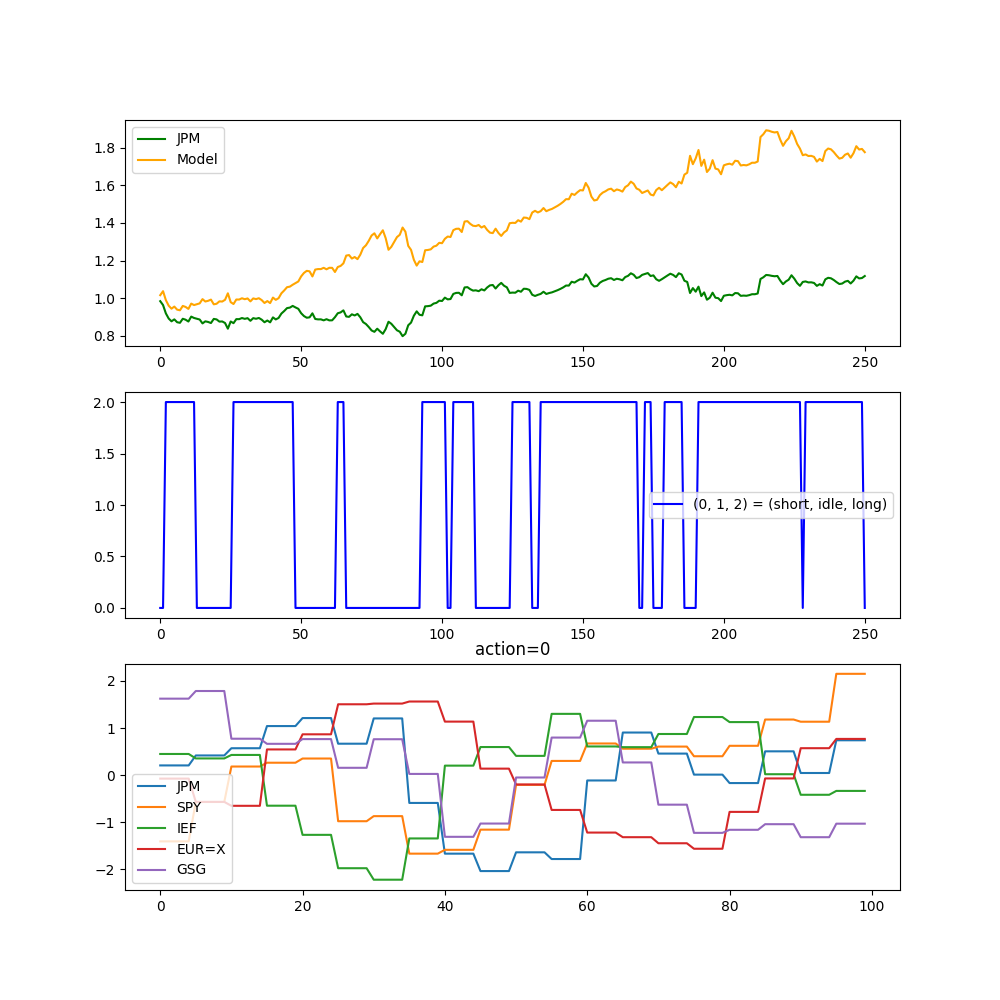 JPM
Model
1.8
1.6
1.4
1.2
1.0
0.8
0 50 100 150 200 250
2.0
1.5
1.0
0.5
0.0
(0, 1, 2) = (short, idle, long)
0 50 100 150 200 250
action=0
2
1
0
−1
−2
JPM
SPY
IEF
EUR=X
GSG
0 20 40 60 80 100